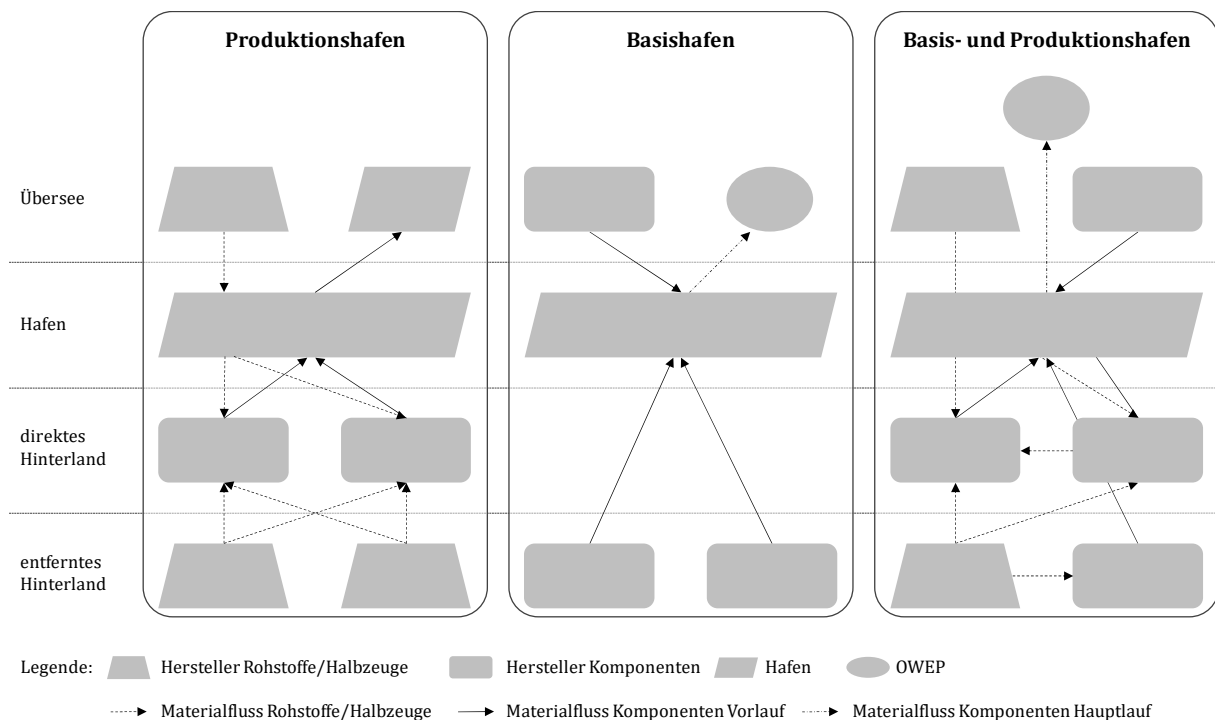 Produktionshafen
Basishafen
Basis- und Produktionshafen
Übersee
Hafen
direktes
Hinterland
entferntes
Hinterland
Legende:
Hersteller Rohstoffe/Halbzeuge
Hersteller Komponenten
Hafen
OWEP
Materialfluss Rohstoffe/Halbzeuge
Materialfluss Komponenten Vorlauf
Materialfluss Komponenten Hauptlauf